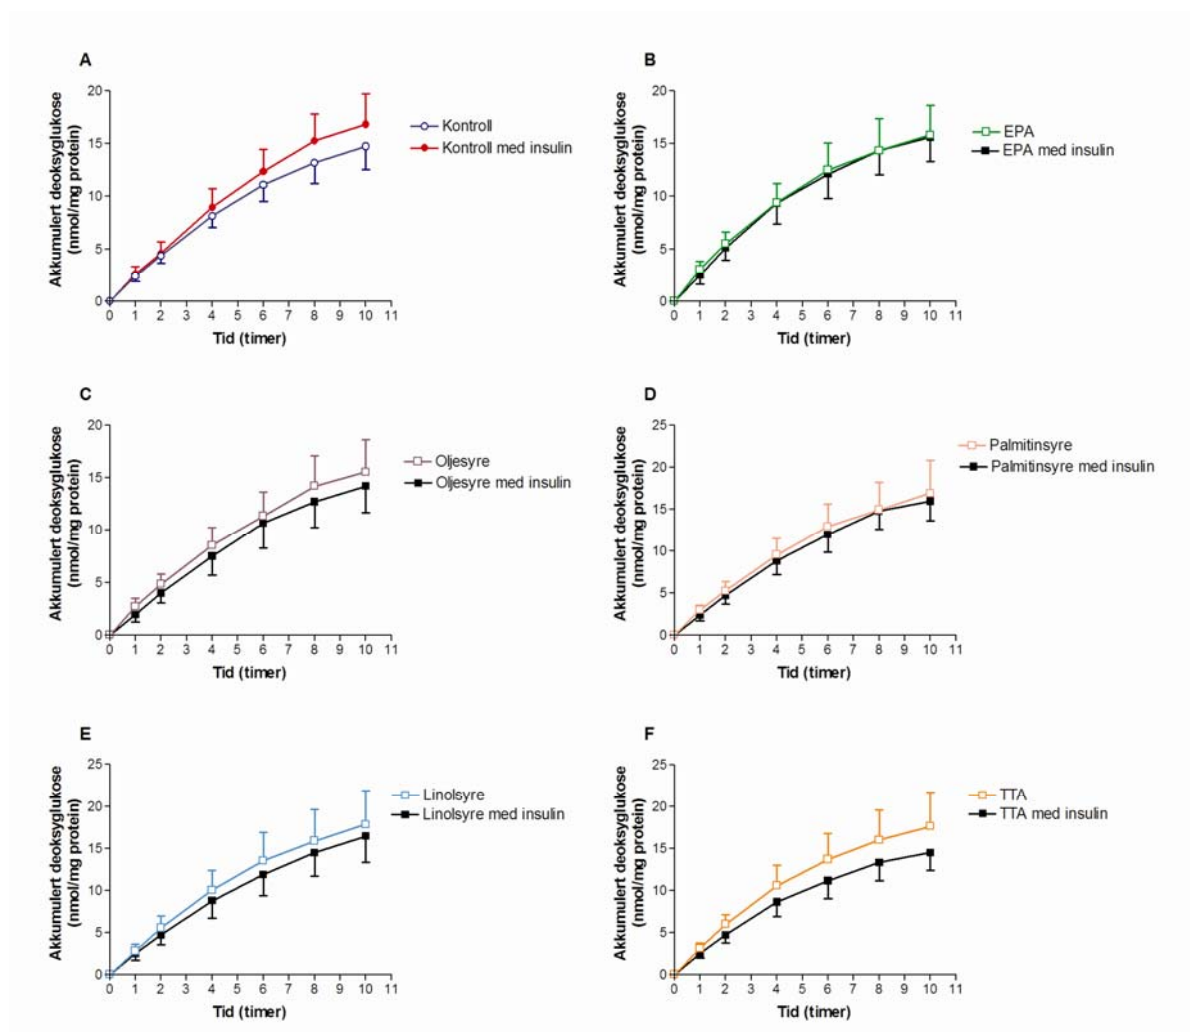 A
Akkumulert deoksyglukose
(nmol/mg protein)
20
15
10
5
0
0 1 2 3 4 5 6 7 8 9 10 11
Tid (timer)
Kontroll
Kontroll med insulin
B
Akkumulert deoksyglukose
(nmol/mg protein)
20
15
10
5
0
0 1 2 3 4 5 6 7 8 9 10 11
Tid (timer)
EPA
EPA med insulin
C
Akkumulert deoksyglukose
(nmol/mg protein)
20
15
10
5
0
0 1 2 3 4 5 6 7 8 9 10 11
Tid (timer)
Oljesyre
Oljesyre med insulin
D
Akkumulert deoksyglukose
(nmol/mg protein)
25
20
15
10
5
0
0 1 2 3 4 5 6 7 8 9 10 11
Tid (timer)
Palmitinsyre
Palmitinsyre med insulin
E
Akkumulert deoksyglukose
(nmol/mg protein)
25
20
15
10
5
0
0 1 2 3 4 5 6 7 8 9 10 11
Tid (timer)
Linolsyre
Linolsyre med insulin
F
Akkumulert deoksyglukose
(nmol/mg protein)
25
20
15
10
5
0
0 1 2 3 4 5 6 7 8 9 10 11
Tid (timer)
TTA
TTA med insulin